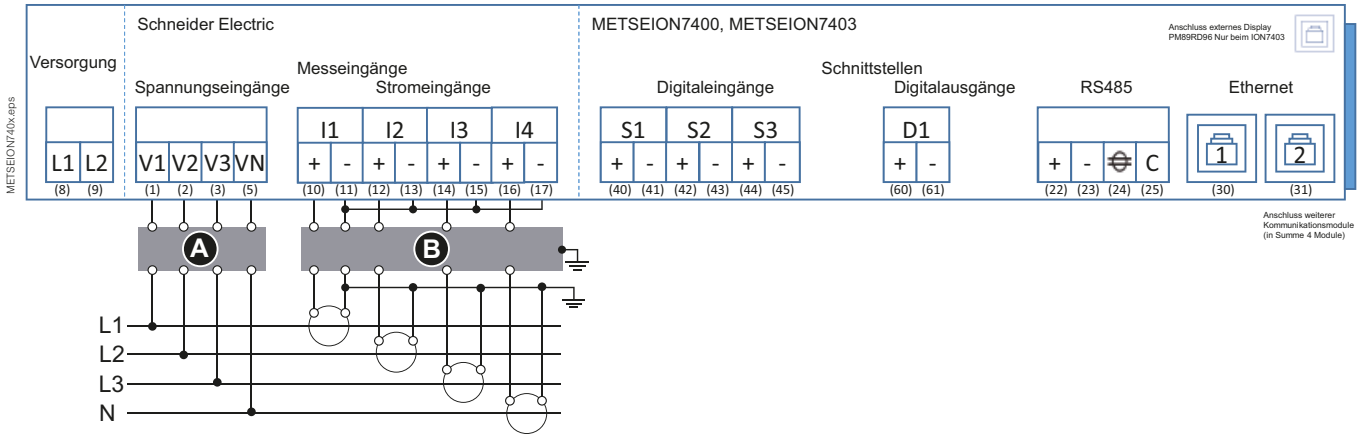 Schneider Electric
METSEION7400, METSEION7403
Anschluss externes Display
PM89RD96 Nur beim ION7403
Versorgung
Messeingänge
Schnittstellen
Spannungseingänge
Stromeingänge
Digitaleingänge
Digitalausgänge
RS485
Ethernet
METSEION740x.eps
I1 I2 I3 I4
S1 S2 S3
D1
L1 L2
V1 V2 V3 VN
+ - + - + - + -
+ - + - + -
+ -
+ - C
1
2
(8) (9)
(1) (2) (3) (5)
(10) (11) (12) (13) (14) (15) (16) (17)
(40) (41) (42) (43) (44) (45)
(60) (61)
(22) (23) (24) (25)
(30)
(31)
Anschluss weiterer
Kommunikationsmodule
(in Summe 4 Module)
A
B
L1
L2
L3
N